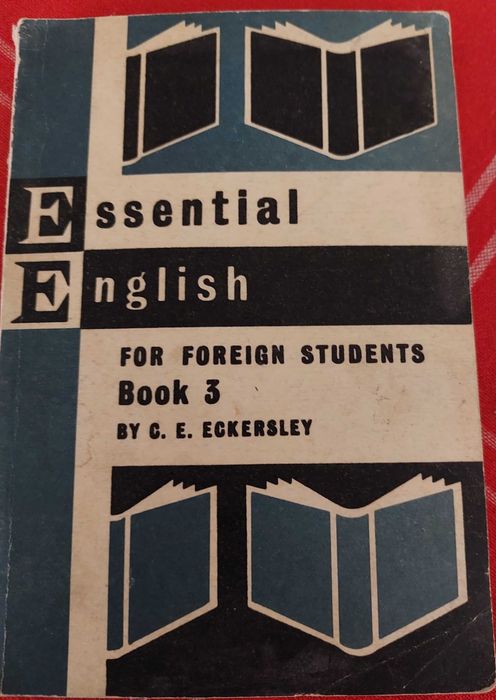 Essential
English
FOR FOREIGN STUDENTS
Book 3
BY C. E. ECKERSLEY